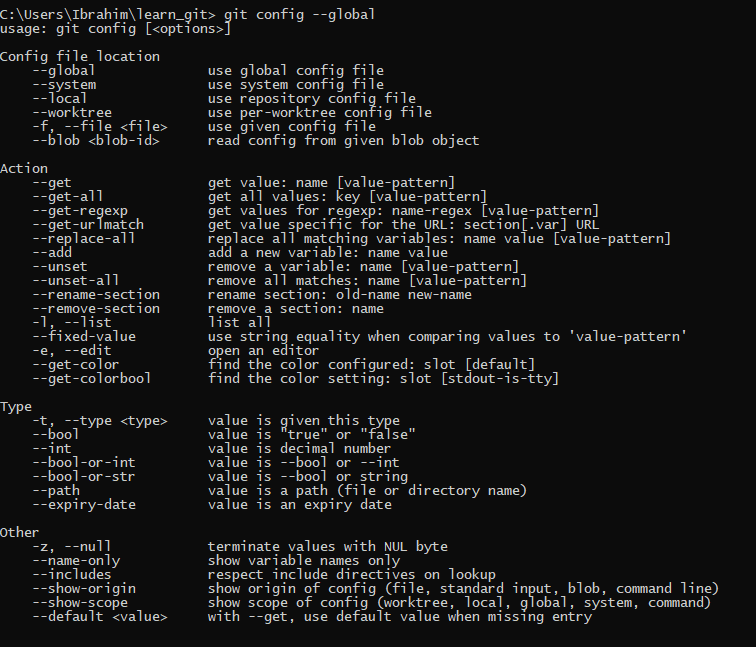 C:\Users\Ibrahim\learn_git> git config --global
usage: git config [<options>]

Config file location
    --global              use global config file
    --system              use system config file
    --local               use repository config file
    --worktree            use per-worktree config file
    -f, --file <file>     use given config file
    --blob <blob-id>      read config from given blob object

Action
    --get                 get value: name [value-pattern]
    --get-all             get all values: key [value-pattern]
    --get-regexp          get values for regexp: name-regex [value-pattern]
    --get-urlmatch        get value specific for the URL: section[.var] URL
    --replace-all         replace all matching variables: name value [value-pattern]
    --add                 add a new variable: name value
    --unset               remove a variable: name [value-pattern]
    --unset-all           remove all matches: name [value-pattern]
    --rename-section      rename section: old-name new-name
    --remove-section      remove a section: name
    -l, --list            list all
    --fixed-value         use string equality when comparing values to 'value-pattern'
    -e, --edit            open an editor
    --get-color           find the color configured: slot [default]
    --get-colorbool       find the color setting: slot [stdout-is-tty]

Type
    -t, --type <type>     value is given this type
    --bool                value is "true" or "false"
    --int                 value is decimal number
    --bool-or-int         value is --bool or --int
    --bool-or-str         value is --bool or string
    --path                value is a path (file or directory name)
    --expiry-date         value is an expiry date

Other
    -z, --null            terminate values with NUL byte
    --name-only           show variable names only
    --includes            respect include directives on lookup
    --show-origin         show origin of config (file, standard input, blob, command line)
    --show-scope          show scope of config (worktree, local, global, system, command)
    --default <value>     with --get, use default value when missing entry